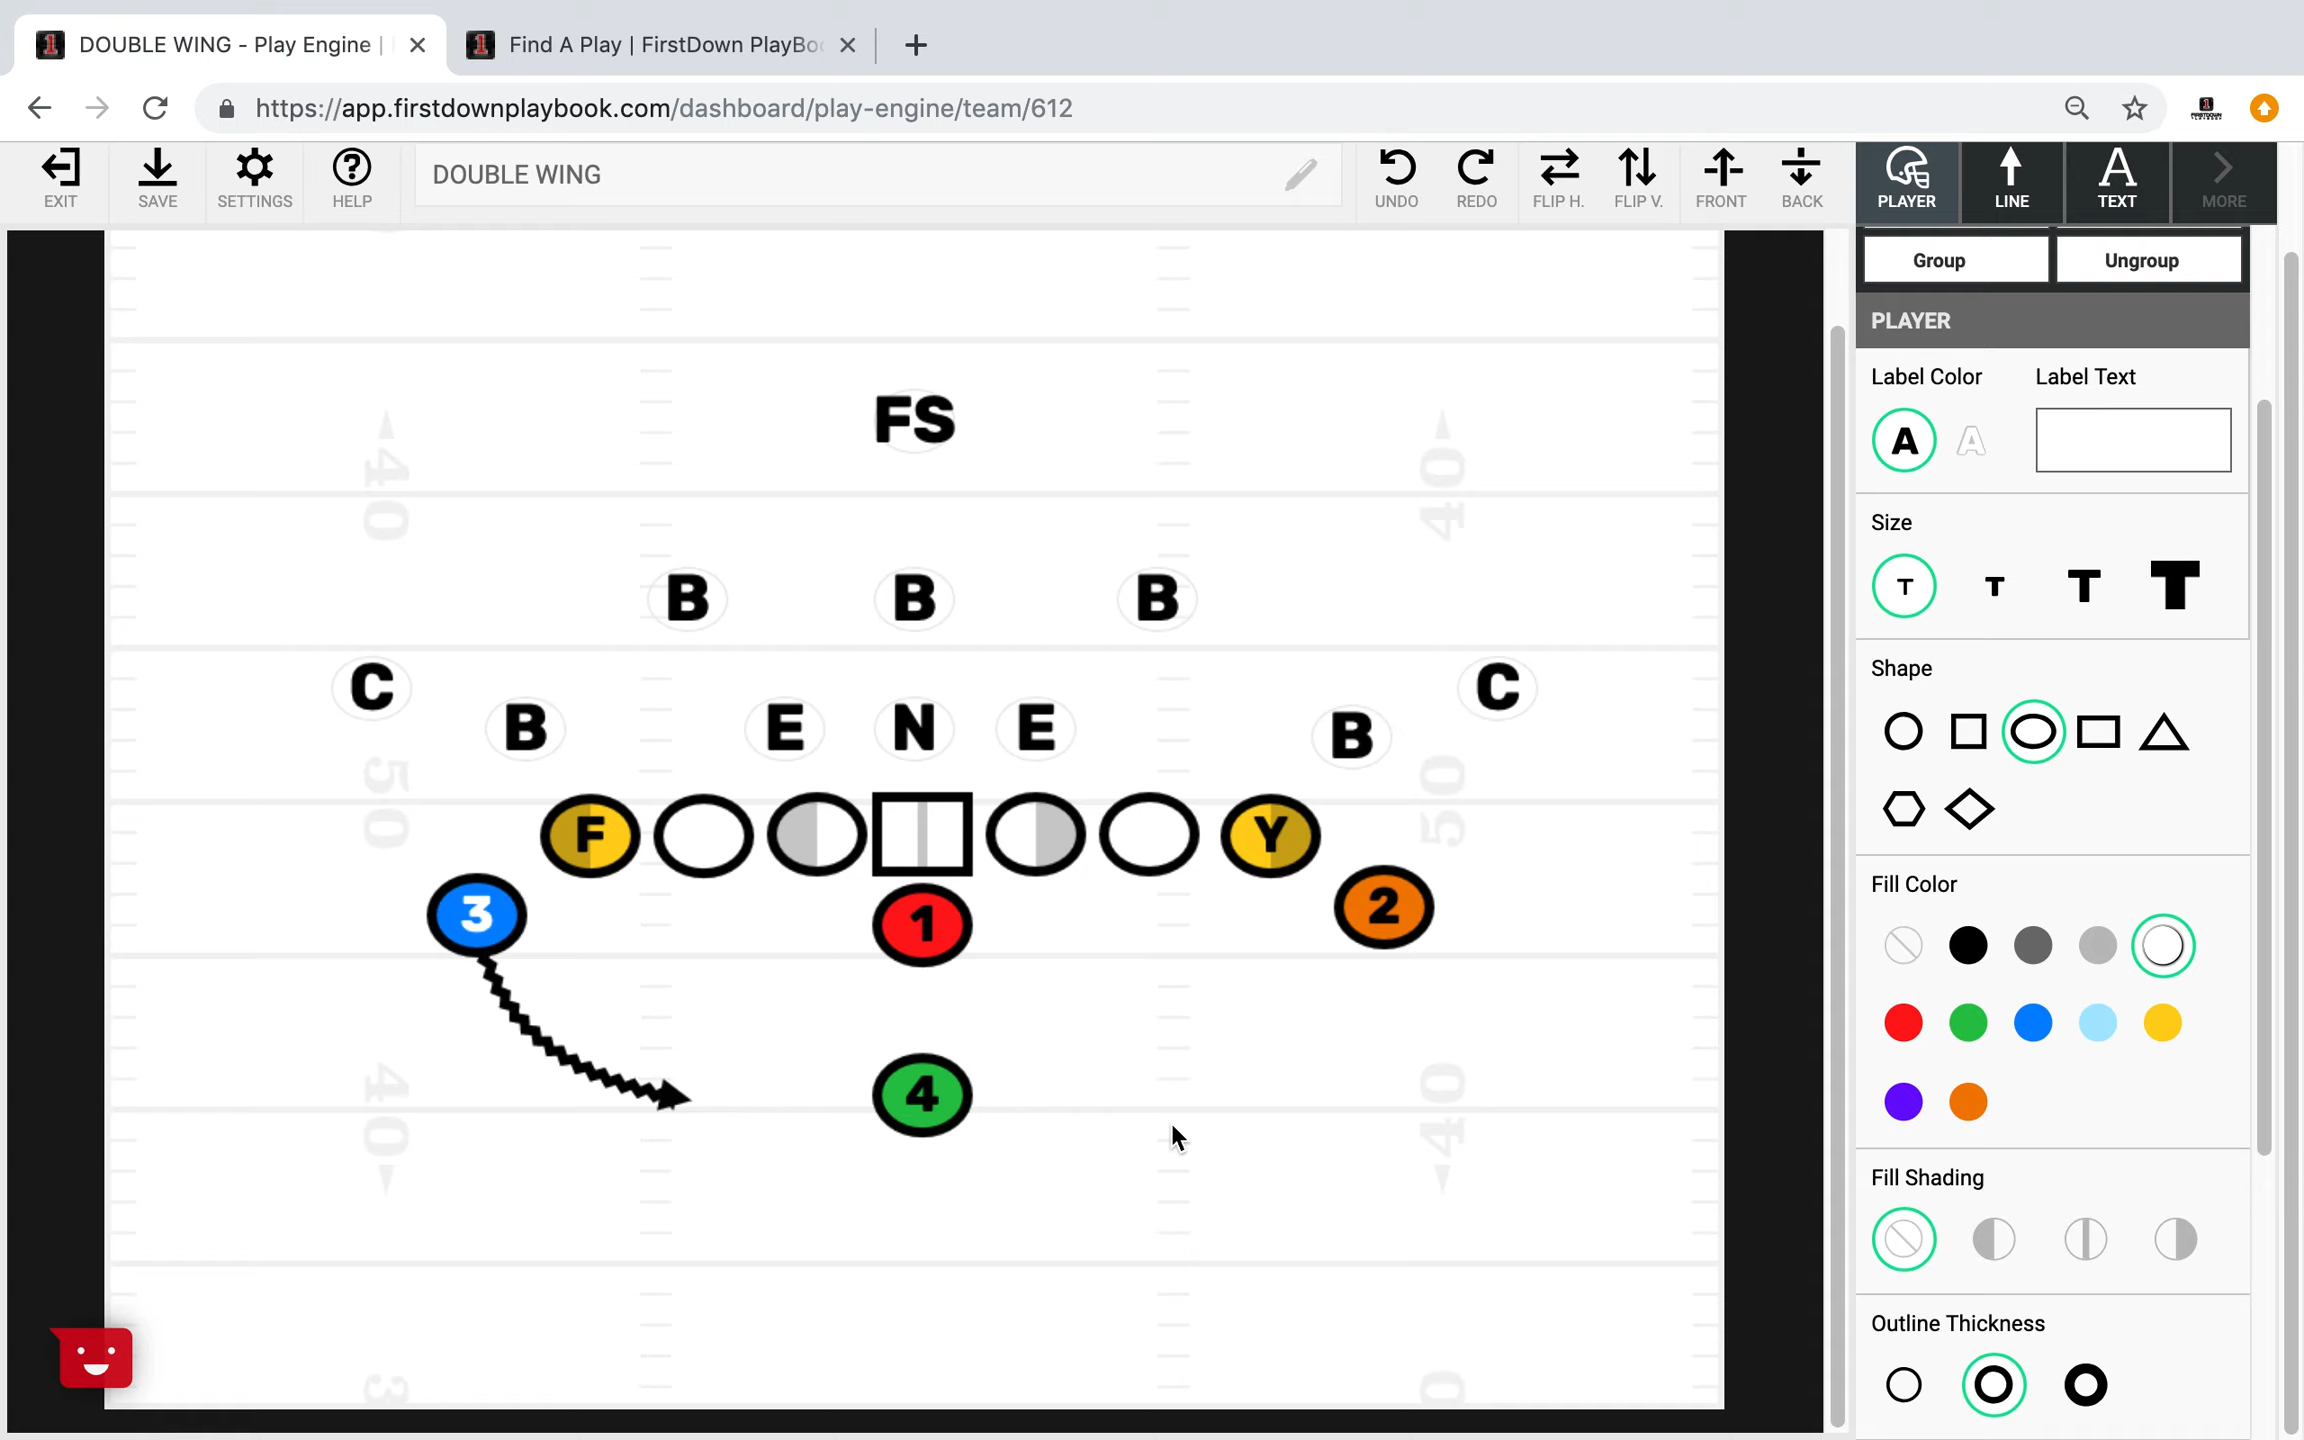 DOUBLE WING - Play Engine |
Find A Play | FirstDown PlayBo
https://app.firstdownplaybook.com/dashboard/play-engine/team/612
EXIT
SAVE
SETTINGS
HELP
DOUBLE WING
UNDO
REDO
FLIP H.
FLIP V.
FRONT
BACK
PLAYER
LINE
TEXT
MORE
Group
Ungroup
PLAYER
Label Color
Label Text
A
A
Size
T
T
T
T
Shape
Fill Color
Fill Shading
Outline Thickness
FS
40
40
B
B
B
C
C
B
E
N
E
B
50
50
F
Y
3
1
2
4
40
40
3
0